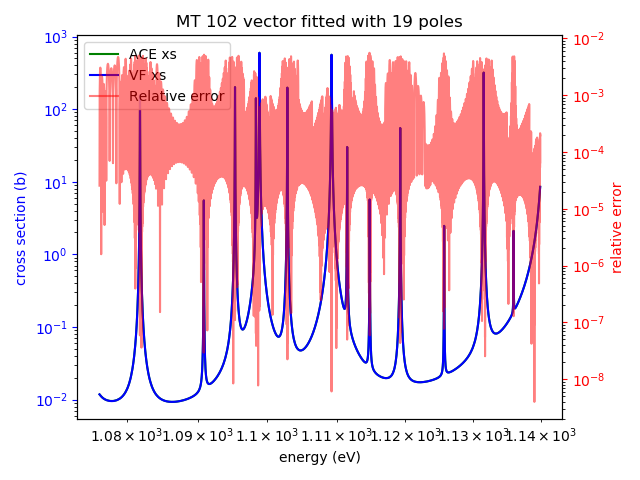 MT 102 vector fitted with 19 poles
ACE xs
VF xs
Relative error
10³
10²
10¹
10⁰
10⁻¹
10⁻²
cross section (b)
10⁻²
10⁻³
10⁻⁴
10⁻⁵
10⁻⁶
10⁻⁷
10⁻⁸
relative error
1.08×10³ 1.09×10³ 1.1×10³ 1.11×10³ 1.12×10³ 1.13×10³ 1.14×10³
energy (eV)